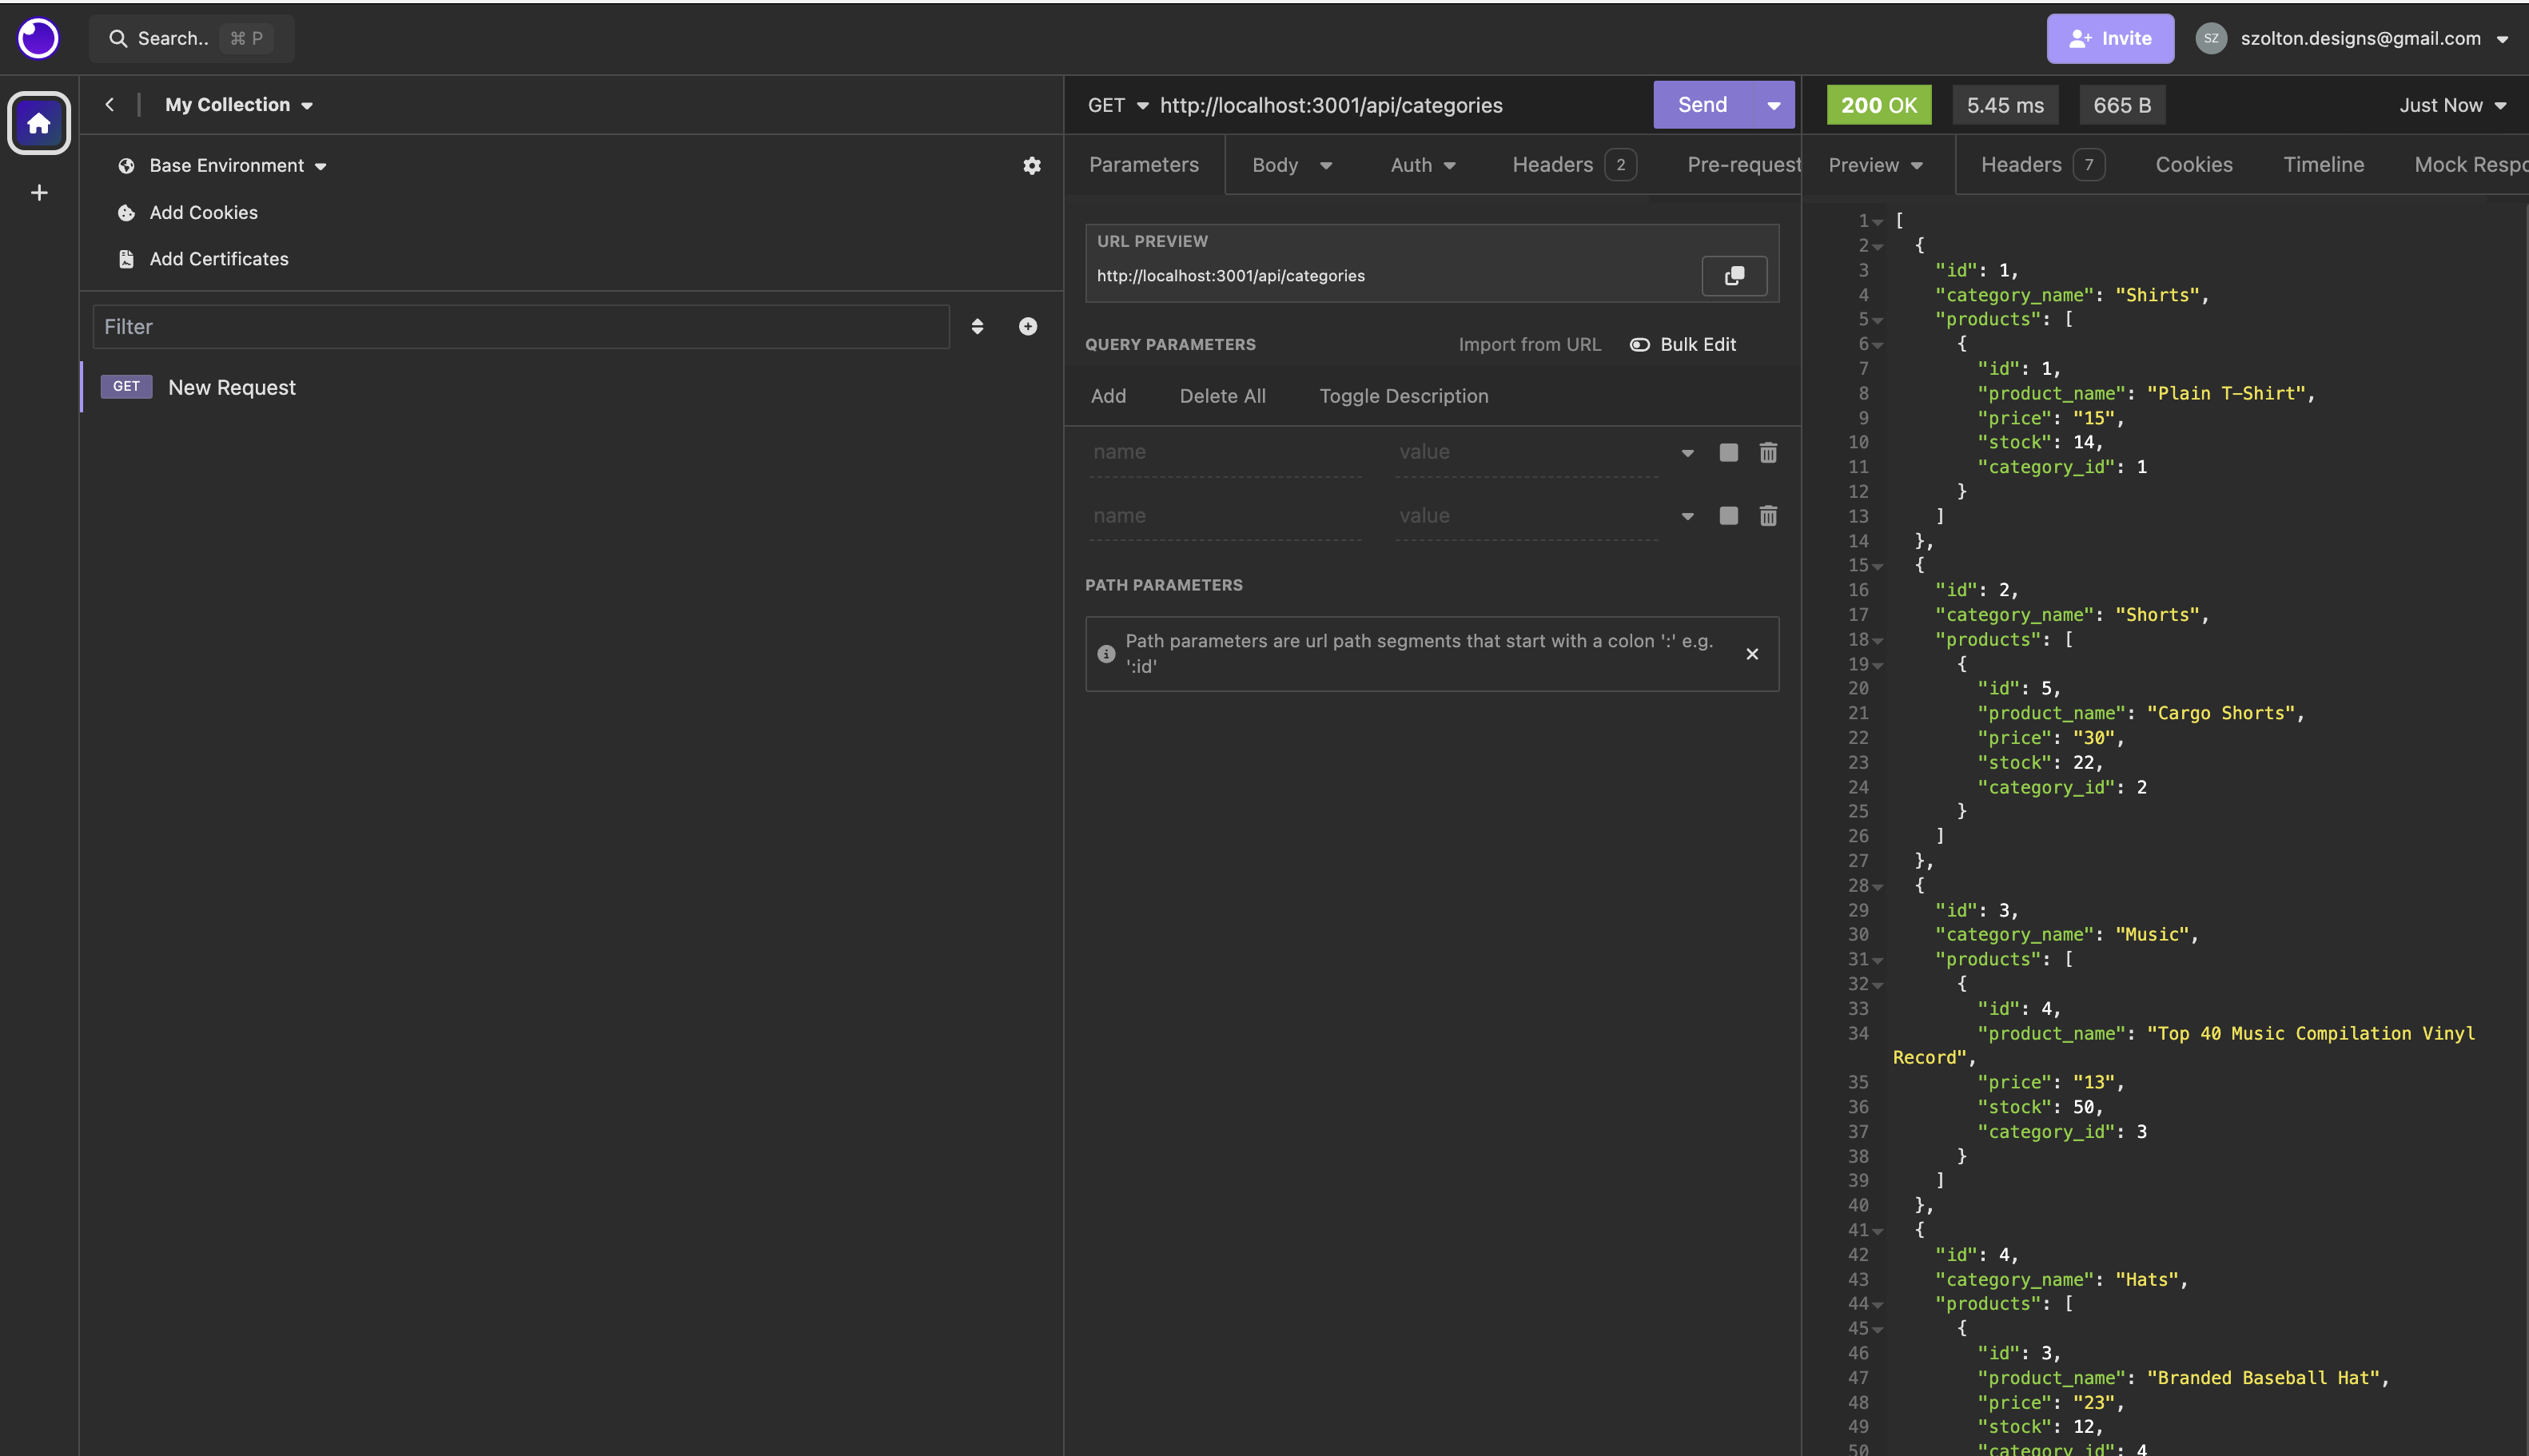 Search.. ⌘ P
Invite
SZ szolton.designs@gmail.com
My Collection
Base Environment
Add Cookies
Add Certificates
Filter
GET New Request
GET http://localhost:3001/api/categories Send
Parameters Body Auth Headers 2 Pre-request
URL PREVIEW
http://localhost:3001/api/categories
QUERY PARAMETERS Import from URL Bulk Edit
Add Delete All Toggle Description
name value
name value
PATH PARAMETERS
Path parameters are url path segments that start with a colon ':' e.g.
':id'
200 OK 5.45 ms 665 B Just Now
Preview Headers 7 Cookies Timeline Mock Respo
1 [
2 {
3 "id": 1,
4 "category_name": "Shirts",
5 "products": [
6 {
7 "id": 1,
8 "product_name": "Plain T-Shirt",
9 "price": "15",
10 "stock": 14,
11 "category_id": 1
12 }
13 ]
14 },
15 {
16 "id": 2,
17 "category_name": "Shorts",
18 "products": [
19 {
20 "id": 5,
21 "product_name": "Cargo Shorts",
22 "price": "30",
23 "stock": 22,
24 "category_id": 2
25 }
26 ]
27 },
28 {
29 "id": 3,
30 "category_name": "Music",
31 "products": [
32 {
33 "id": 4,
34 "product_name": "Top 40 Music Compilation Vinyl
Record",
35 "price": "13",
36 "stock": 50,
37 "category_id": 3
38 }
39 ]
40 },
41 {
42 "id": 4,
43 "category_name": "Hats",
44 "products": [
45 {
46 "id": 3,
47 "product_name": "Branded Baseball Hat",
48 "price": "23",
49 "stock": 12,
50 "category_id": 4